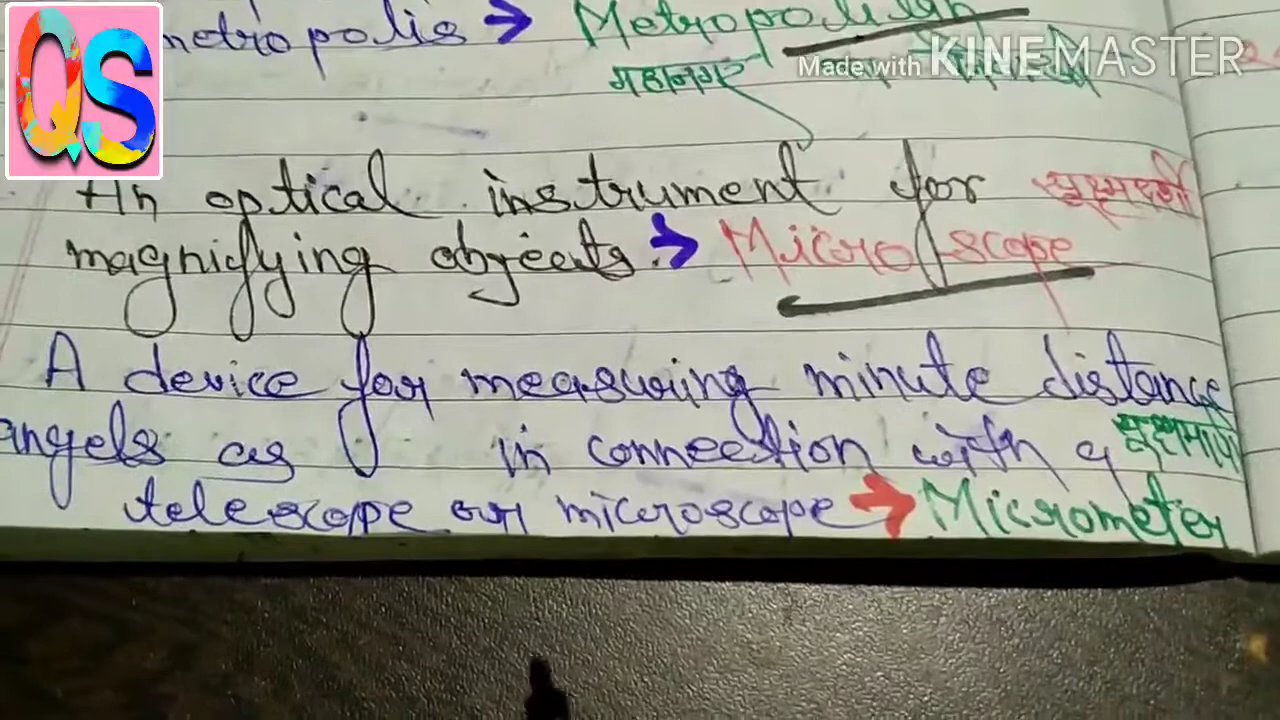 QS
metropolis → Metropolitan
महानगर
Made with KINEMASTER
An optical instrument for सूक्ष्मदर्शी
magnifying objects. → Microscope
A device for measuring minute distance
angels as in connection with a सूक्ष्ममापी
telescope or microscope → Micrometer